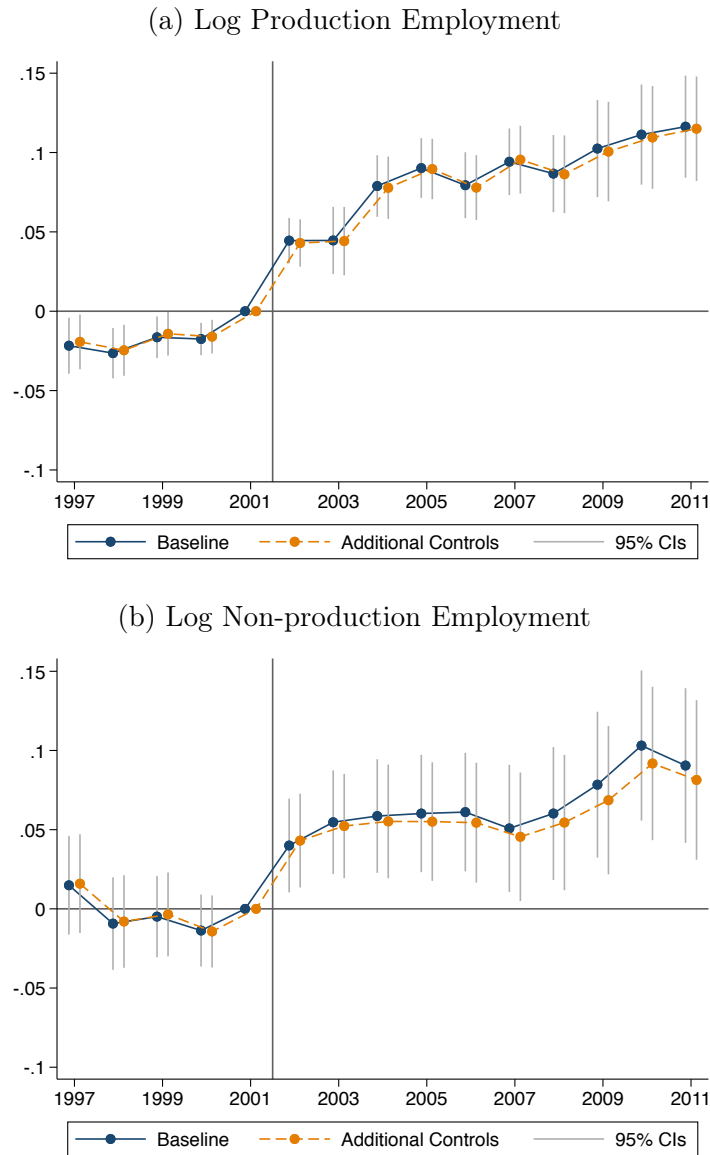 (a) Log Production Employment
.15
.1
.05
0
-.05
-.1
1997 1999 2001 2003 2005 2007 2009 2011
Baseline Additional Controls 95% CIs
(b) Log Non-production Employment
.15
.1
.05
0
-.05
-.1
1997 1999 2001 2003 2005 2007 2009 2011
Baseline Additional Controls 95% CIs